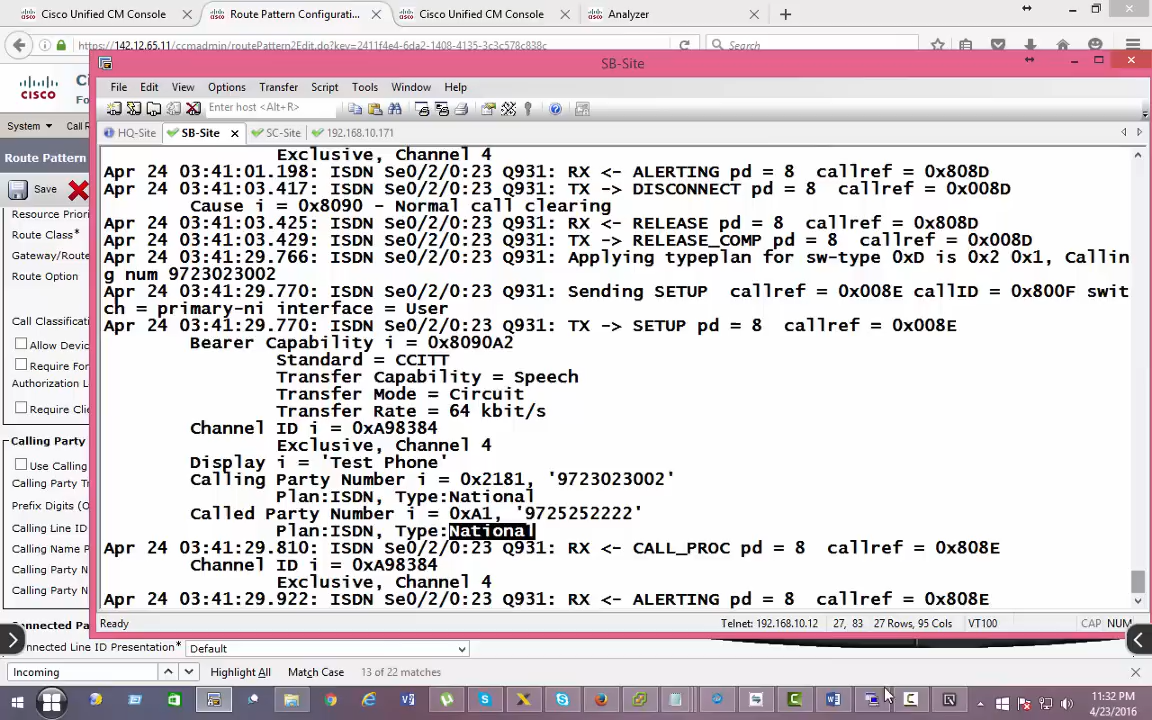 Cisco Unified CM Console
Route Pattern Configurati...
Cisco Unified CM Console
Analyzer
https://142.12.65.11/ccmadmin/routePattern2Edit.do?key=2411f4e4-6da2-1408-4135-3c3c578c038c
Search
SB-Site
cisco
System
Call R
Route Pattern
Save
Resource Priori
Route Class*
Gateway/Route
Route Option
Call Classificati
Allow Devic
Require For
Authorization L
Require Clie
Calling Party
Use Calling
Calling Party Tr
Prefix Digits (O
Calling Line ID
Calling Name P
Calling Party N
Calling Party N
Connected Par
Connected Line ID Presentation*
Default
File Edit View Options Transfer Script Tools Window Help
Enter host <Alt+R>
HQ-Site
SB-Site
SC-Site
192.168.10.171
Exclusive, Channel 4
Apr 24 03:41:01.198: ISDN Se0/2/0:23 Q931: RX <- ALERTING pd = 8 callref = 0x808D
Apr 24 03:41:03.417: ISDN Se0/2/0:23 Q931: TX -> DISCONNECT pd = 8 callref = 0x008D
Cause i = 0x8090 - Normal call clearing
Apr 24 03:41:03.425: ISDN Se0/2/0:23 Q931: RX <- RELEASE pd = 8 callref = 0x808D
Apr 24 03:41:03.429: ISDN Se0/2/0:23 Q931: TX -> RELEASE_COMP pd = 8 callref = 0x008D
Apr 24 03:41:29.766: ISDN Se0/2/0:23 Q931: Applying typeplan for sw-type 0xD is 0x2 0x1, Callin
g num 9723023002
Apr 24 03:41:29.770: ISDN Se0/2/0:23 Q931: Sending SETUP callref = 0x008E callID = 0x800F swit
ch = primary-ni interface = User
Apr 24 03:41:29.770: ISDN Se0/2/0:23 Q931: TX -> SETUP pd = 8 callref = 0x008E
Bearer Capability i = 0x8090A2
Standard = CCITT
Transfer Capability = Speech
Transfer Mode = Circuit
Transfer Rate = 64 kbit/s
Channel ID i = 0xA98384
Exclusive, Channel 4
Display i = 'Test Phone'
Calling Party Number i = 0x2181, '9723023002'
Plan:ISDN, Type:National
Called Party Number i = 0xA1, '9725252222'
Plan:ISDN, Type:National
Apr 24 03:41:29.810: ISDN Se0/2/0:23 Q931: RX <- CALL_PROC pd = 8 callref = 0x808E
Channel ID i = 0xA98384
Exclusive, Channel 4
Apr 24 03:41:29.922: ISDN Se0/2/0:23 Q931: RX <- ALERTING pd = 8 callref = 0x808E
Ready
Telnet: 192.168.10.12
27, 83
27 Rows, 95 Cols
VT100
CAP NUM
Incoming
Highlight All
Match Case
13 of 22 matches
11:32 PM
4/23/2016